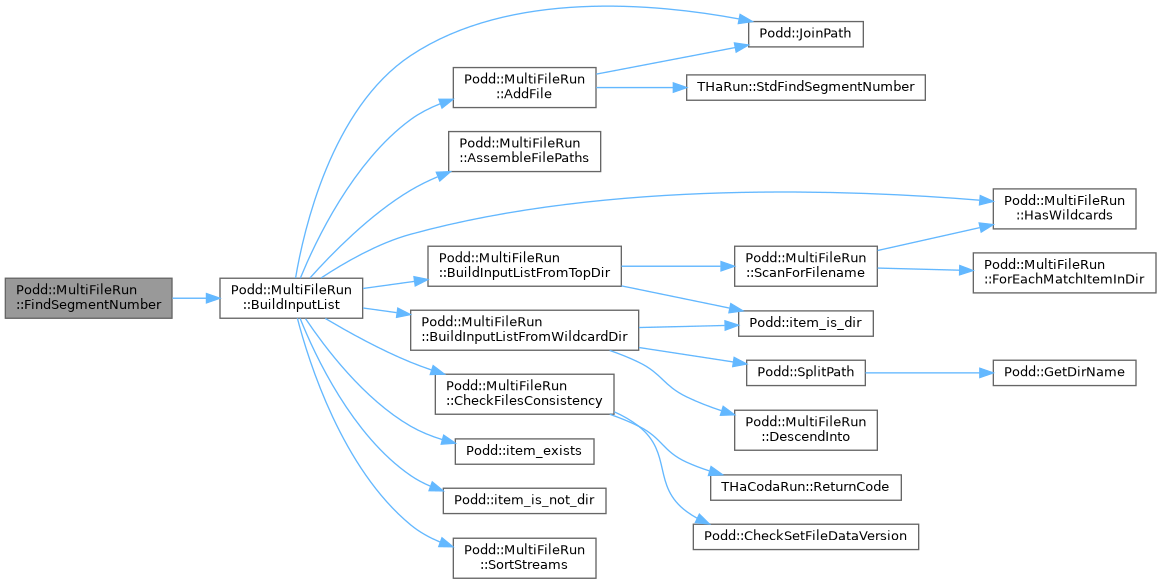 Podd::MultiFileRun
::FindSegmentNumber
Podd::MultiFileRun
::BuildInputList
Podd::JoinPath
Podd::MultiFileRun
::AddFile
THaRun::StdFindSegmentNumber
Podd::MultiFileRun
::AssembleFilePaths
Podd::MultiFileRun
::HasWildcards
Podd::MultiFileRun
::BuildInputListFromTopDir
Podd::MultiFileRun
::ScanForFilename
Podd::MultiFileRun
::ForEachMatchItemInDir
Podd::item_is_dir
Podd::MultiFileRun
::BuildInputListFromWildcardDir
Podd::SplitPath
Podd::GetDirName
Podd::MultiFileRun
::CheckFilesConsistency
Podd::MultiFileRun
::DescendInto
Podd::item_exists
THaCodaRun::ReturnCode
Podd::item_is_not_dir
Podd::CheckSetFileDataVersion
Podd::MultiFileRun
::SortStreams